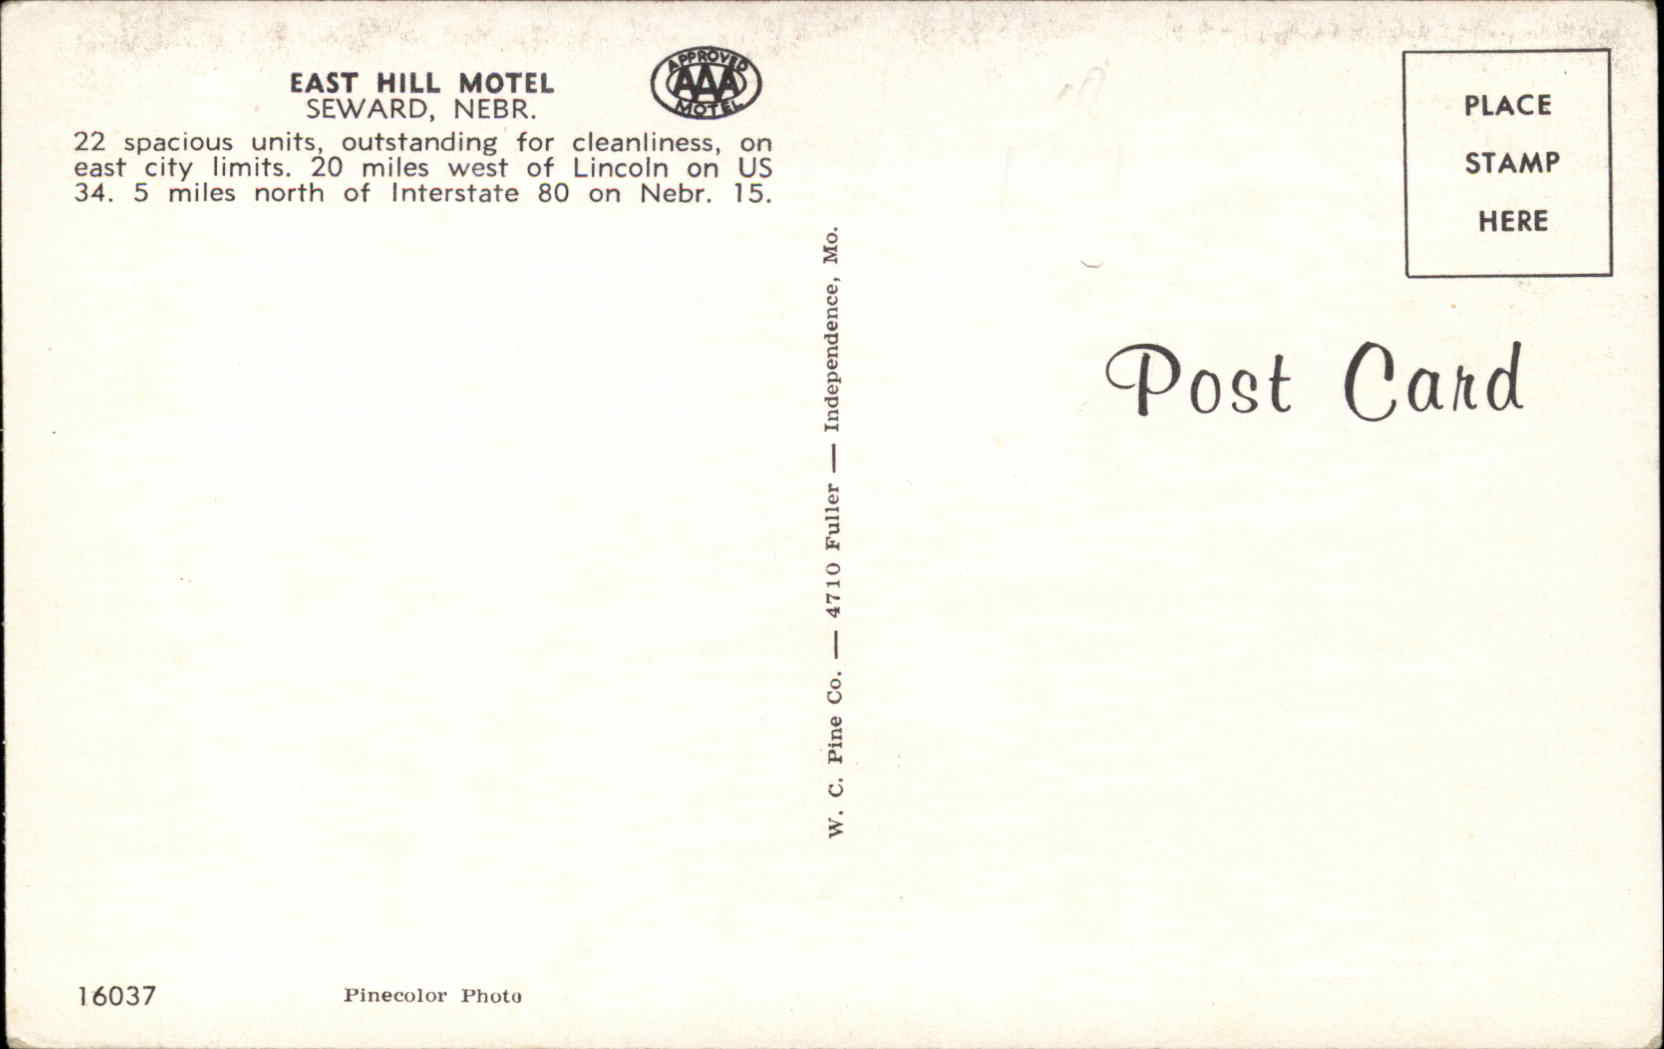 EAST HILL MOTEL
SEWARD, NEBR.
APPROVED
AAA
MOTEL
22 spacious units, outstanding for cleanliness, on
east city limits. 20 miles west of Lincoln on US
34. 5 miles north of Interstate 80 on Nebr. 15.
W. C. Pine Co. — 4710 Fuller — Independence, Mo.
PLACE
STAMP
HERE
Post Card
16037
Pinecolor Photo